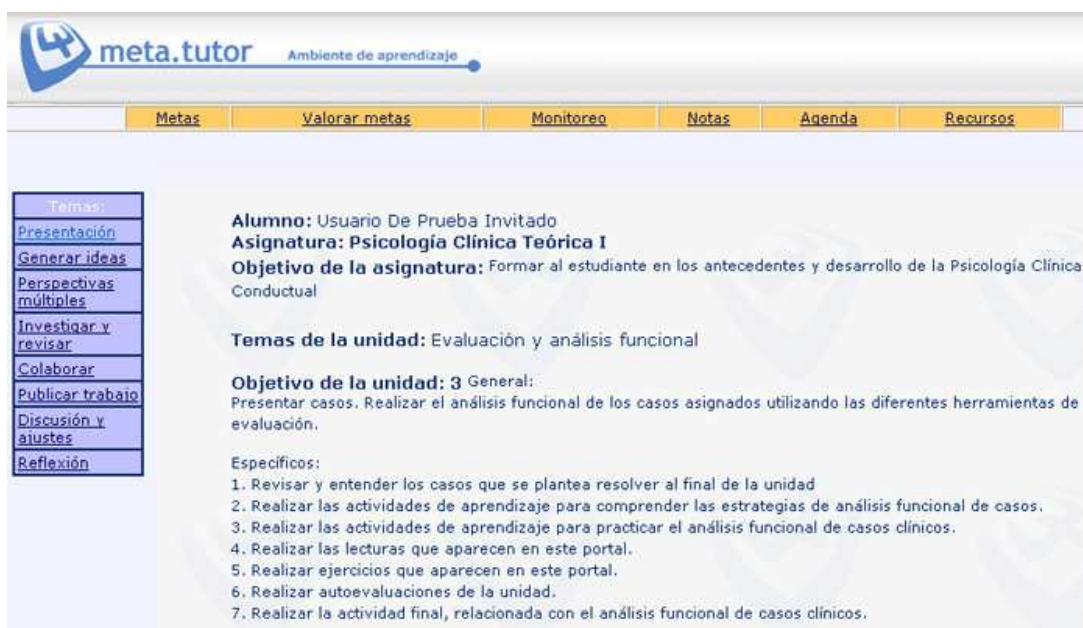 meta.tutor Ambiente de aprendizaje
Metas Valorar metas Monitoreo Notas Agenda Recursos
Temas:
Presentación
Generar ideas
Perspectivas
múltiples
Investigar y
revisar
Colaborar
Publicar trabajo
Discusión y
ajustes
Reflexión
Alumno: Usuario De Prueba Invitado
Asignatura: Psicología Clínica Teórica I
Objetivo de la asignatura: Formar al estudiante en los antecedentes y desarrollo de la Psicología Clínica
Conductual
Temas de la unidad: Evaluación y análisis funcional
Objetivo de la unidad: 3 General:
Presentar casos. Realizar el análisis funcional de los casos asignados utilizando las diferentes herramientas de
evaluación.
Específicos:
1. Revisar y entender los casos que se plantea resolver al final de la unidad
2. Realizar las actividades de aprendizaje para comprender las estrategias de análisis funcional de casos.
3. Realizar las actividades de aprendizaje para practicar el análisis funcional de casos clínicos.
4. Realizar las lecturas que aparecen en este portal.
5. Realizar ejercicios que aparecen en este portal.
6. Realizar autoevaluaciones de la unidad.
7. Realizar la actividad final, relacionada con el análisis funcional de casos clínicos.